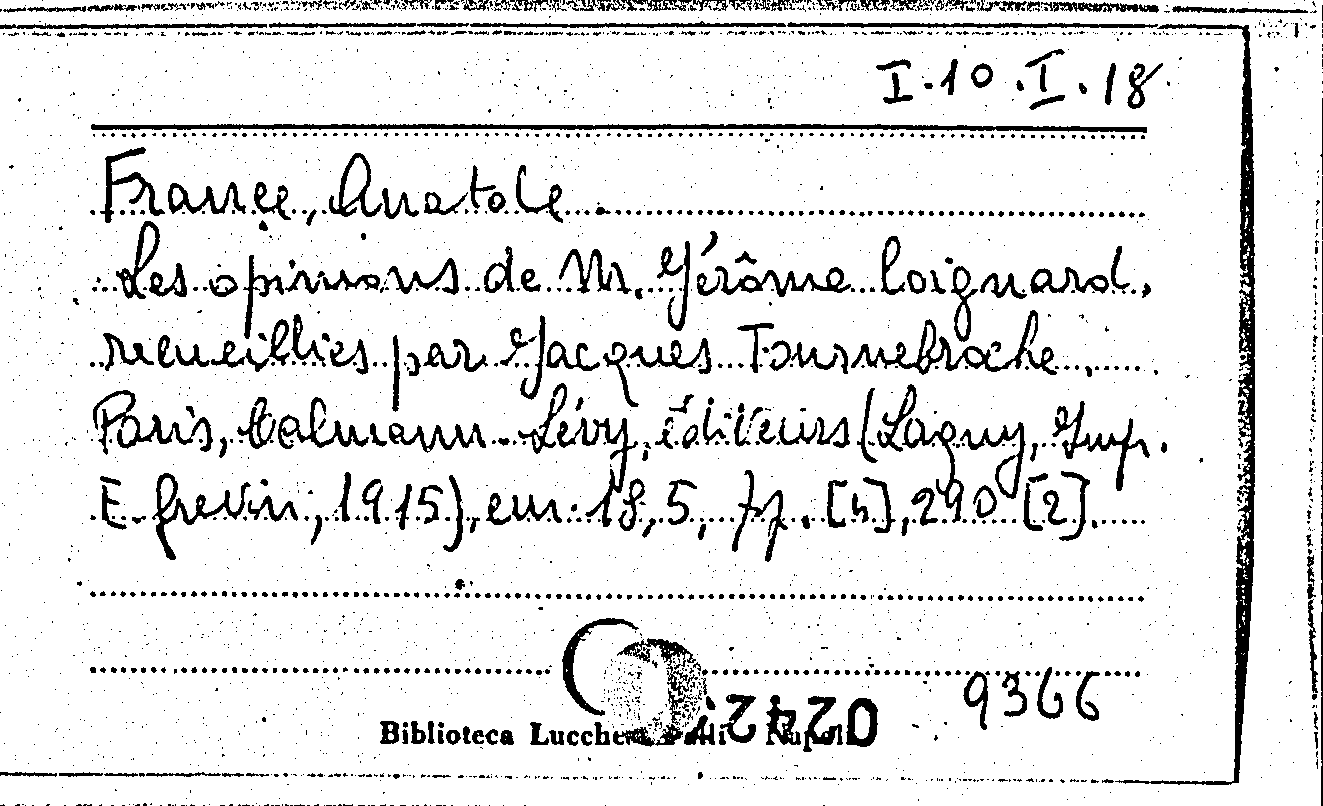 I.10.I.18
France, Anatole.
Les opinions de Mr. Jérôme Coignard,
recueillies par Jacques Tournebroche.
Paris, Calmann-Lévy, éditeurs (Lagny, Imp.
E. Grevin, 1915), cm. 18,5, pp. [4], 290 [2].
9366
Biblioteca Lucchesi Palli Napoli